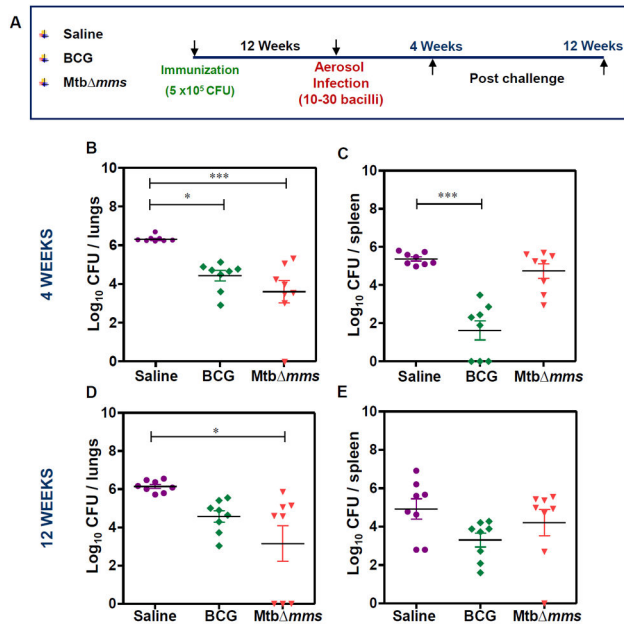 A
Saline
BCG
MtbΔmms
12 Weeks
4 Weeks
12 Weeks
Immunization
(5 x10⁵ CFU)
Aerosol
Infection
(10-30 bacilli)
Post challenge
B
C
4 WEEKS
Log₁₀ CFU / lungs
10
8
6
4
2
0
***
*
Saline
BCG
MtbΔmms
Log₁₀ CFU / spleen
10
8
6
4
2
0
***
Saline
BCG
MtbΔmms
D
E
12 WEEKS
Log₁₀ CFU / lungs
10
8
6
4
2
0
*
Saline
BCG
MtbΔmms
Log₁₀ CFU / spleen
10
8
6
4
2
0
Saline
BCG
MtbΔmms